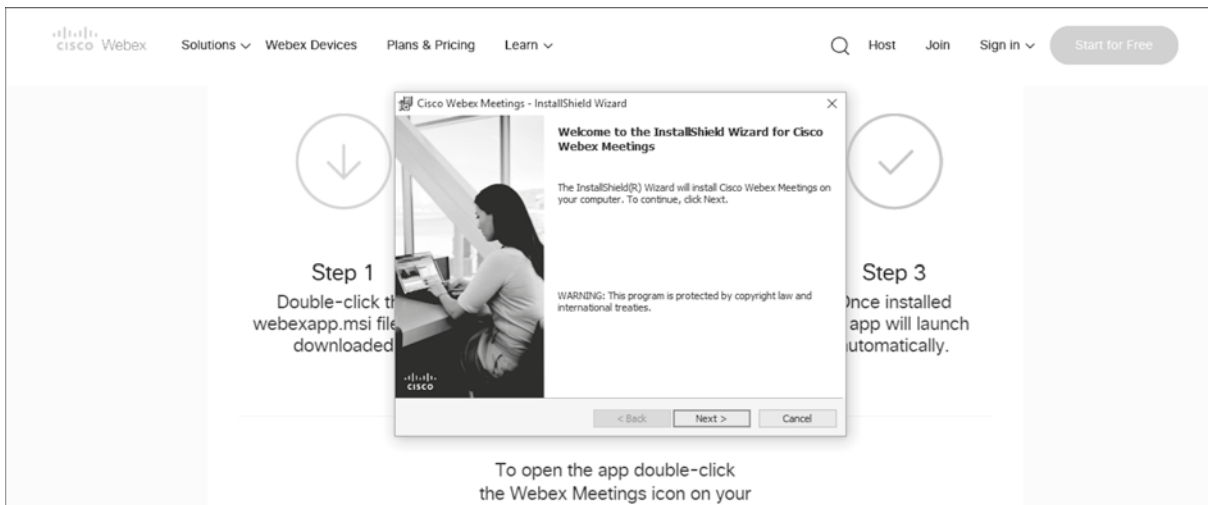 CISCO Webex
Solutions Webex Devices Plans & Pricing Learn Host Join Sign in Start for Free
Cisco Webex Meetings - InstallShield Wizard
Welcome to the InstallShield Wizard for Cisco
Webex Meetings
The InstallShield(R) Wizard will install Cisco Webex Meetings on
your computer. To continue, click Next.
WARNING: This program is protected by copyright law and
international treaties.
CISCO
< Back Next > Cancel
Step 1
Double-click
webexapp.msi
downloaded
Step 3
Once installed
app will launch
automatically.
To open the app double-click
the Webex Meetings icon on your